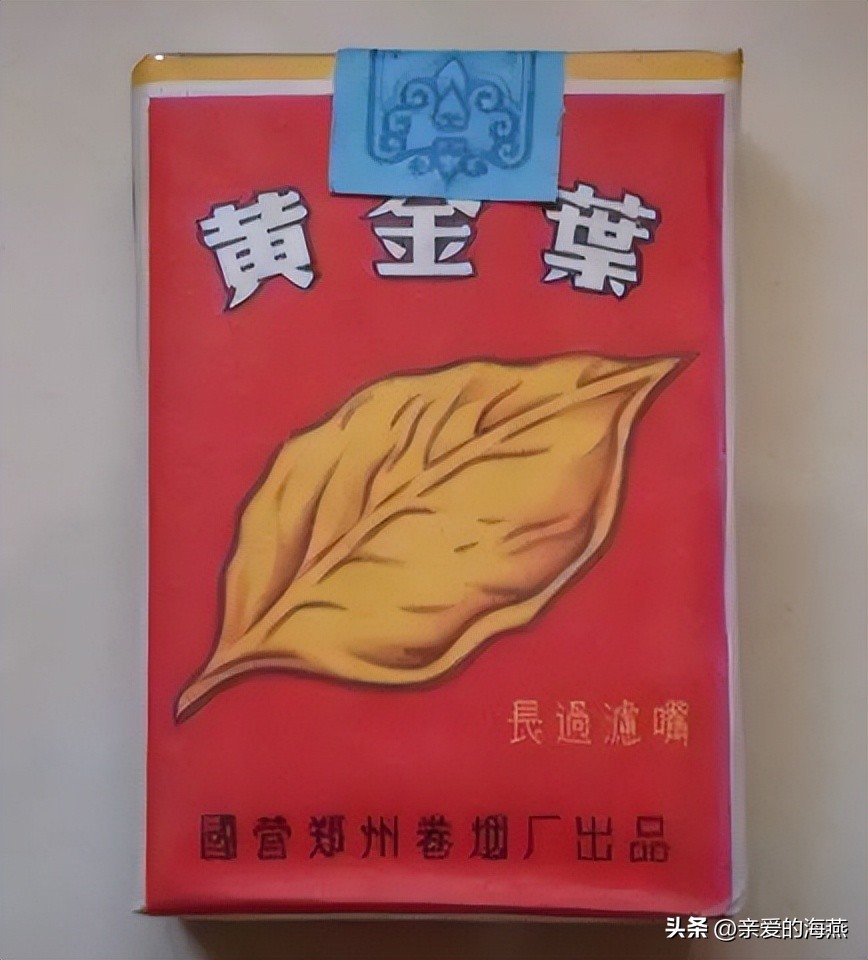 黄金葉
長過濾嘴
國营郑州卷烟厂出品
头条 @亲爱的海燕